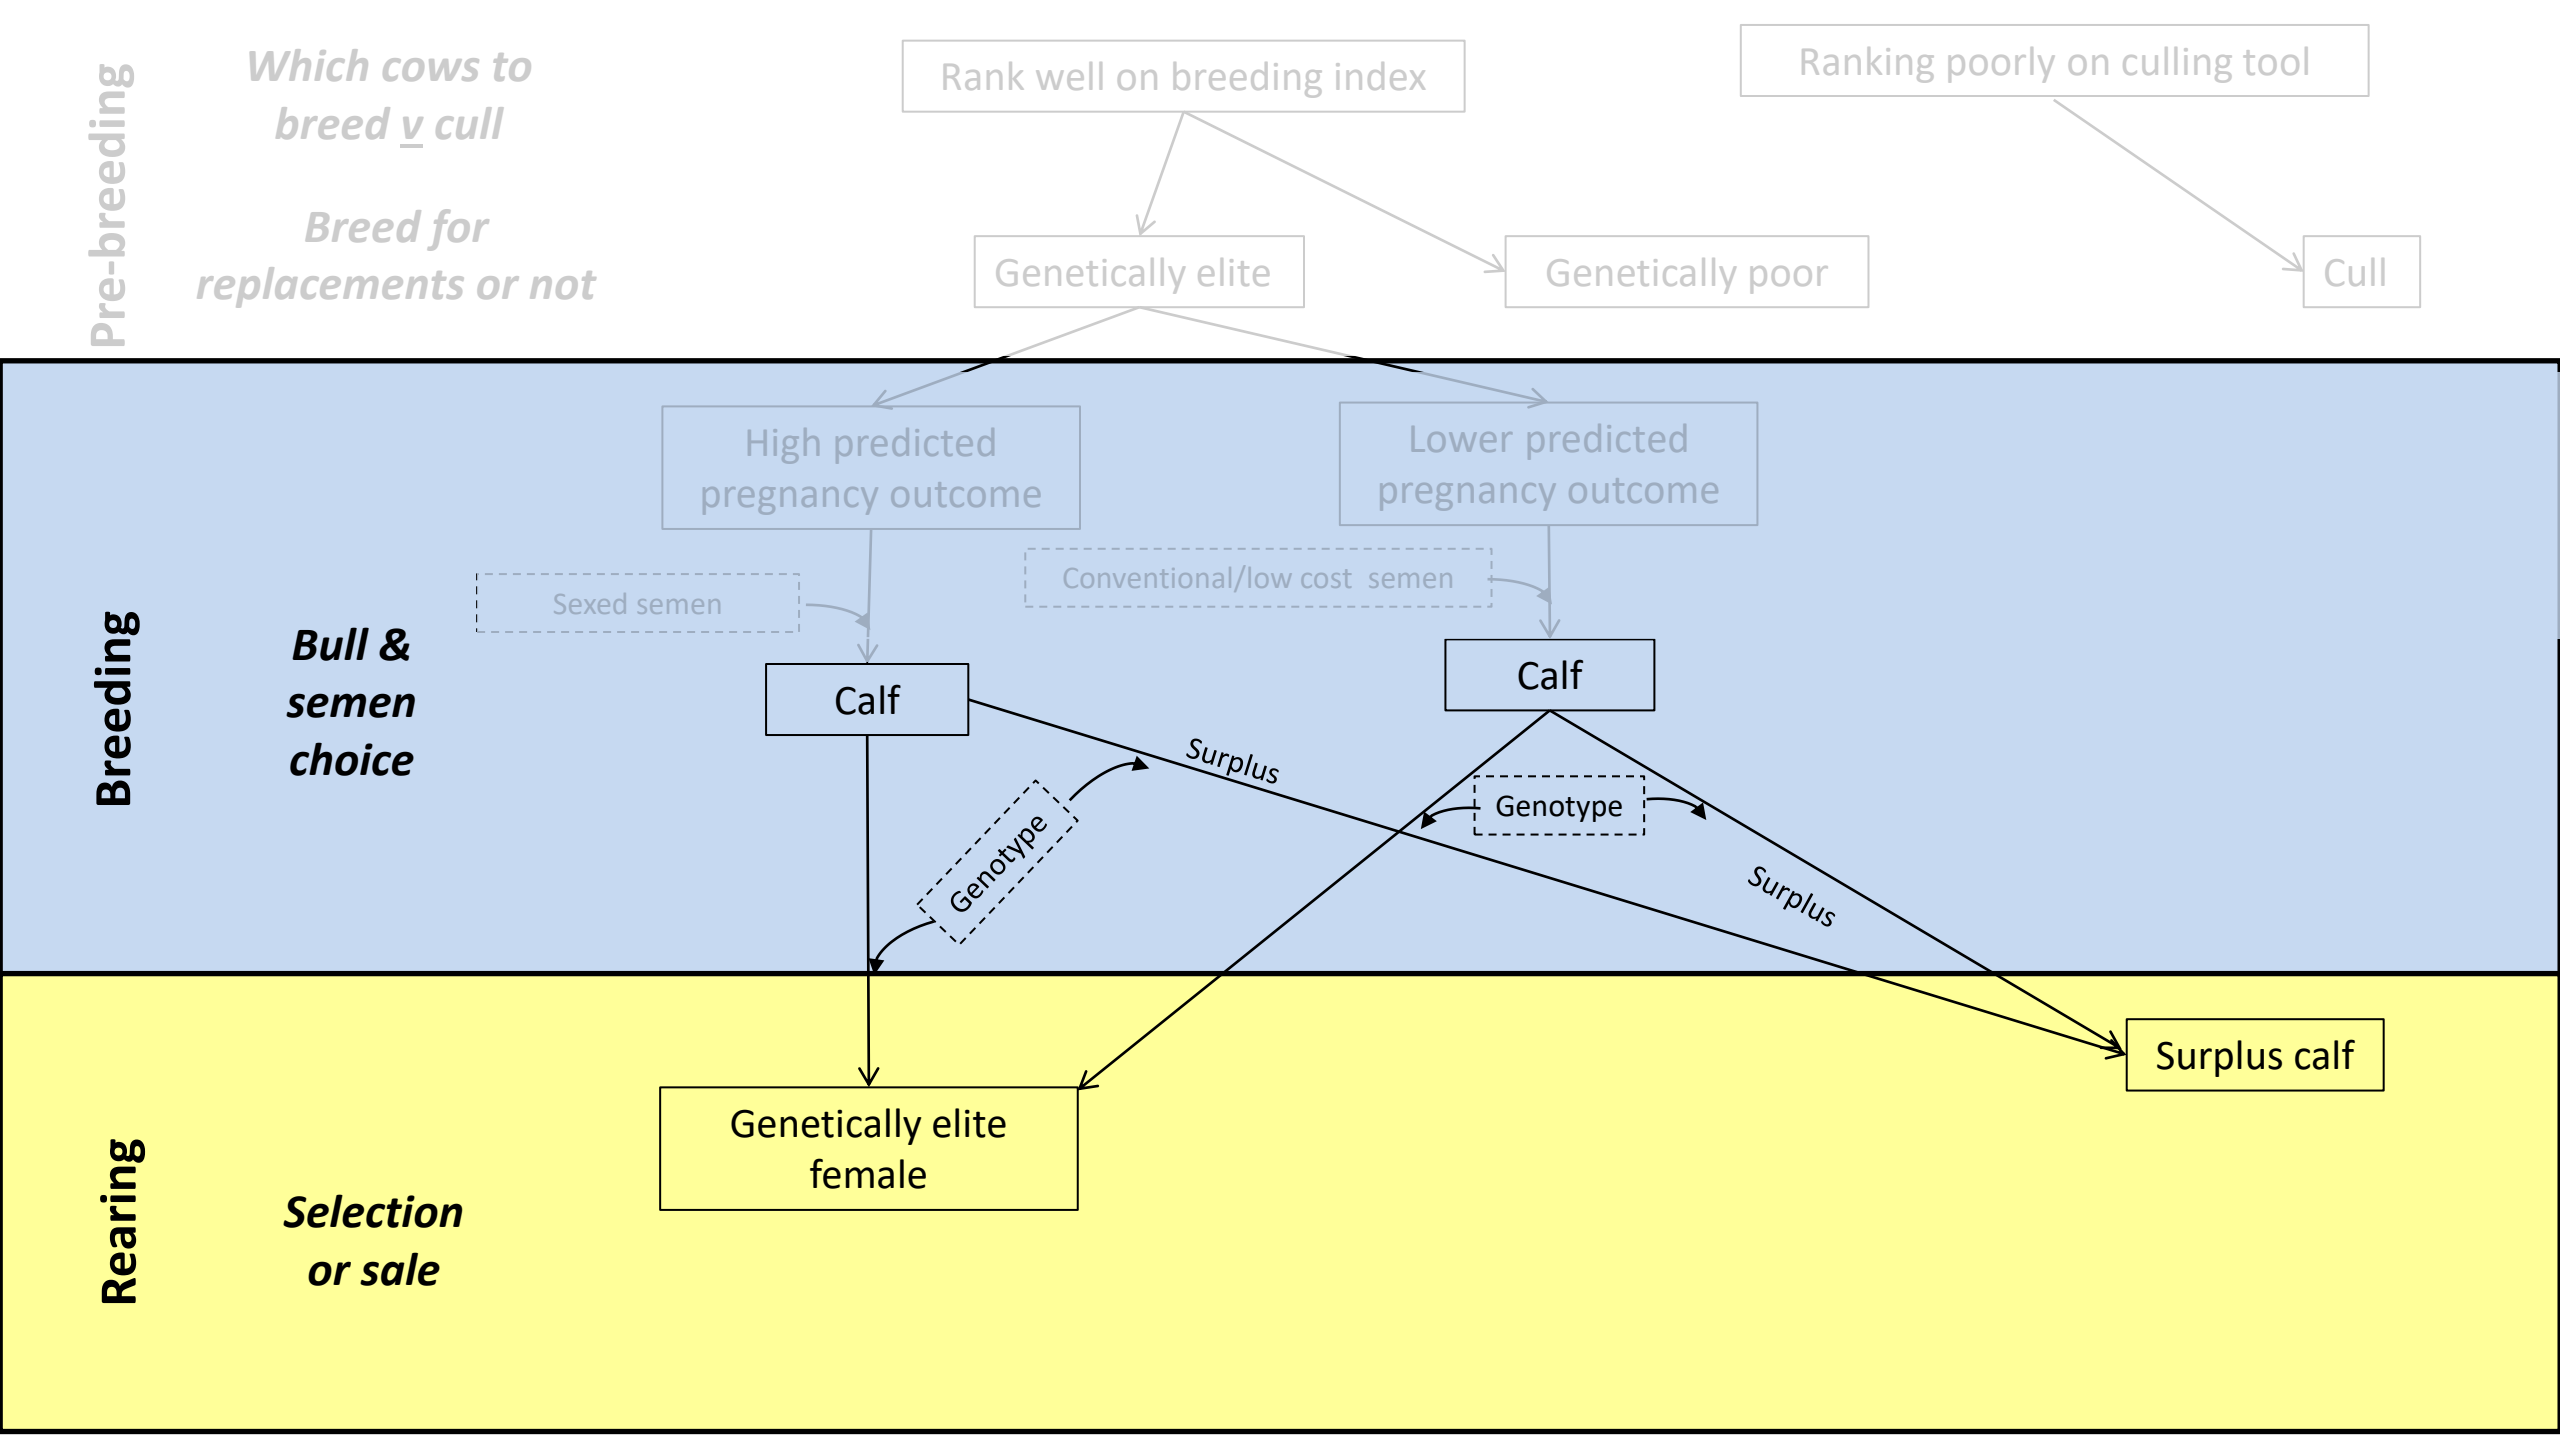 Pre-breeding
Which cows to
breed v cull
Breed for
replacements or not
Rank well on breeding index
Ranking poorly on culling tool
Genetically elite
Genetically poor
Cull
Breeding
Bull &
semen
choice
High predicted
pregnancy outcome
Lower predicted
pregnancy outcome
Sexed semen
Conventional/low cost semen
Calf
Calf
Surplus
Genotype
Genotype
Surplus
Rearing
Selection
or sale
Genetically elite
female
Surplus calf